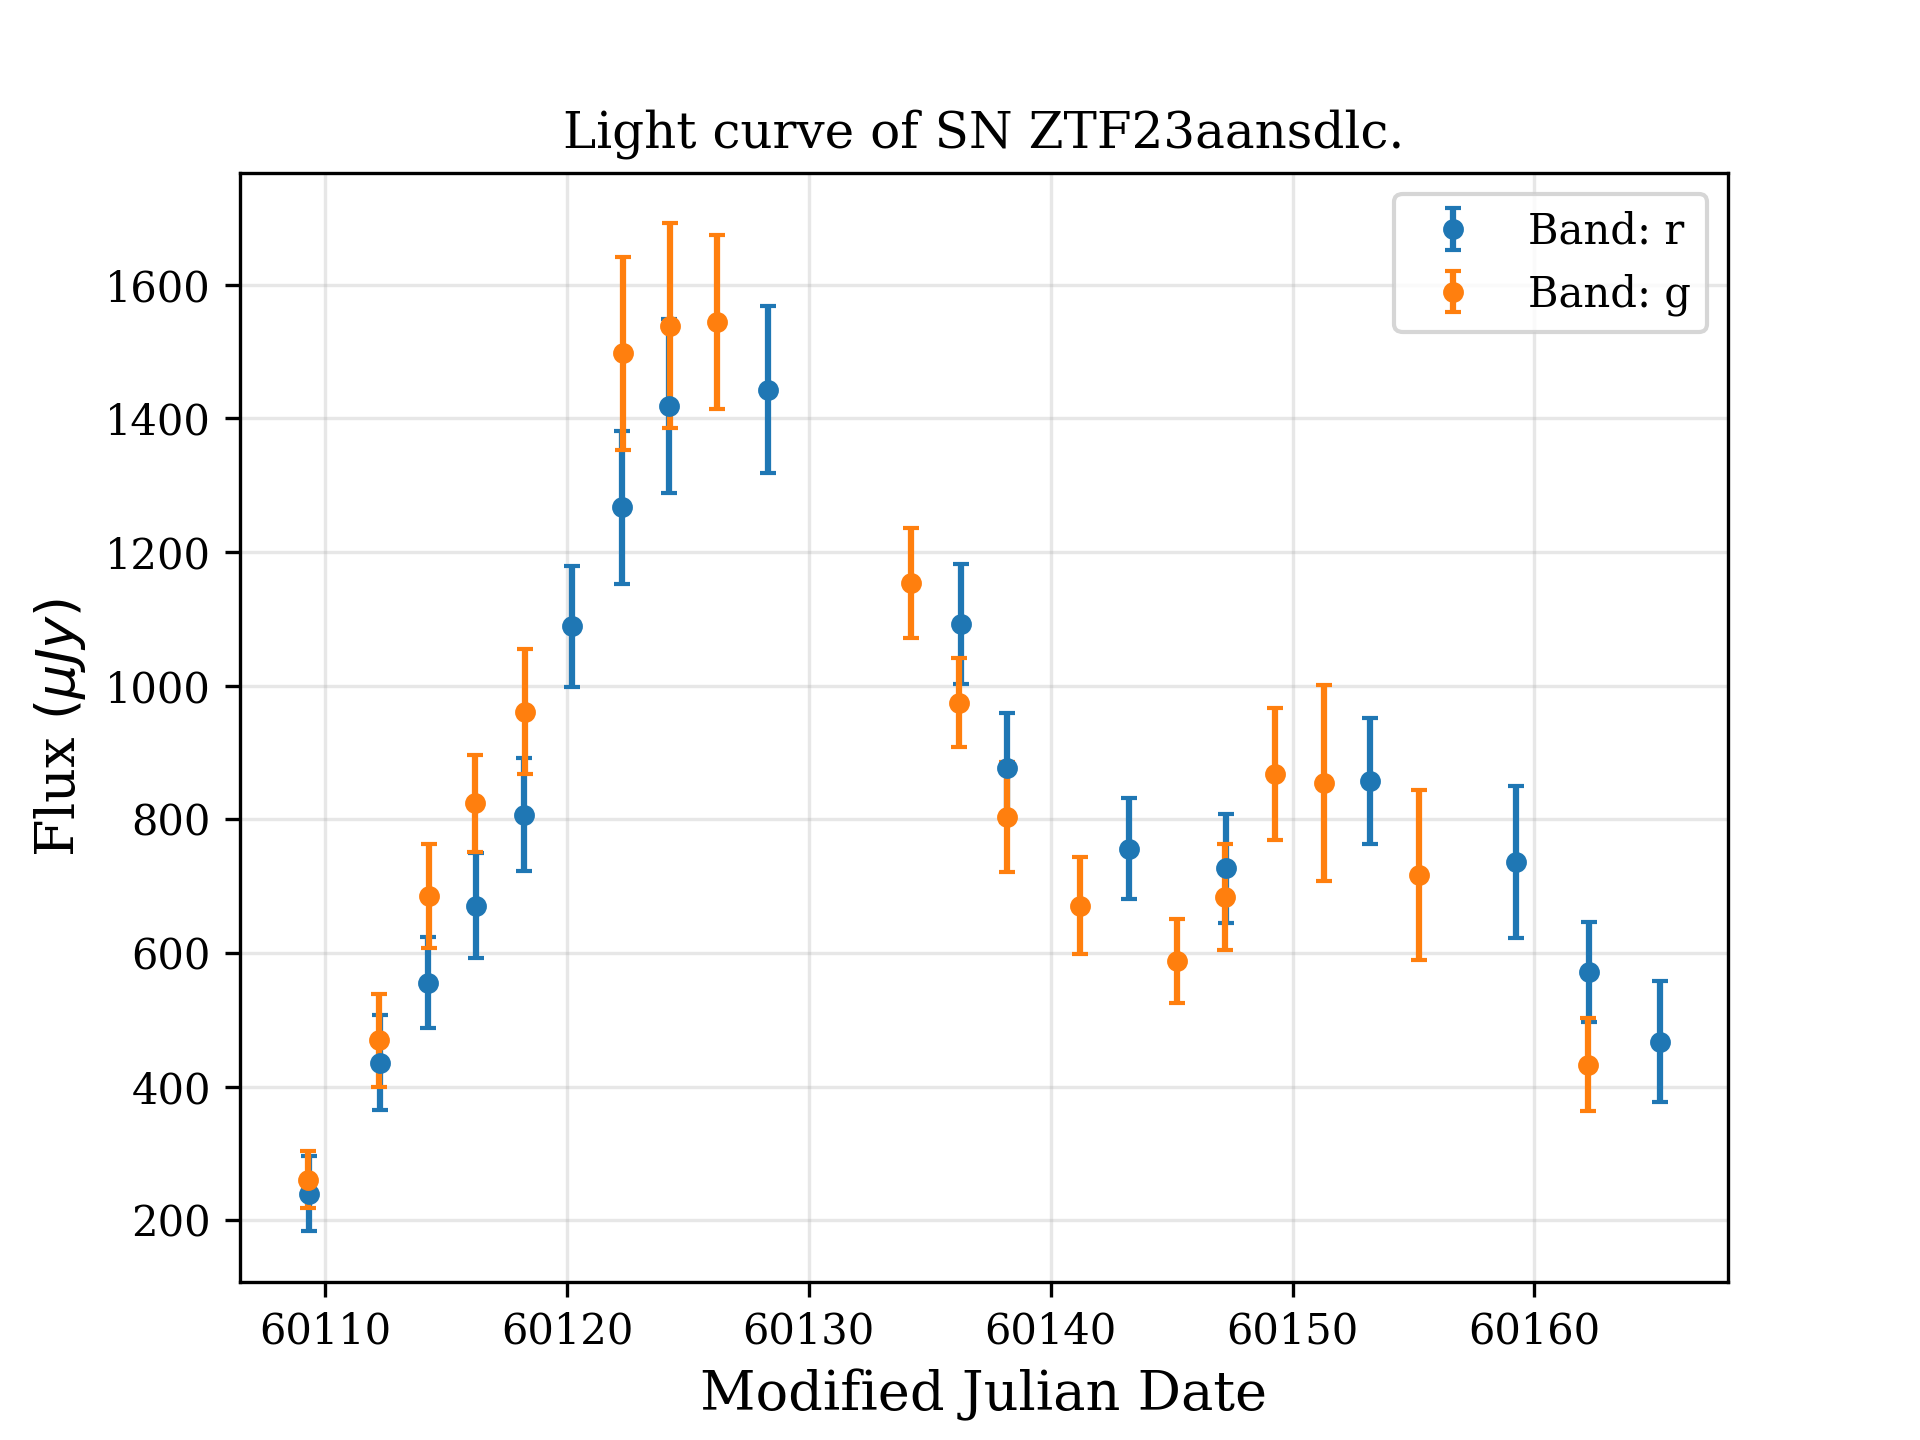 Light curve of SN ZTF23aansdlc.
Band: r
Band: g
1600
1400
1200
1000
800
600
400
200
Flux (μJy)
60110 60120 60130 60140 60150 60160
Modified Julian Date